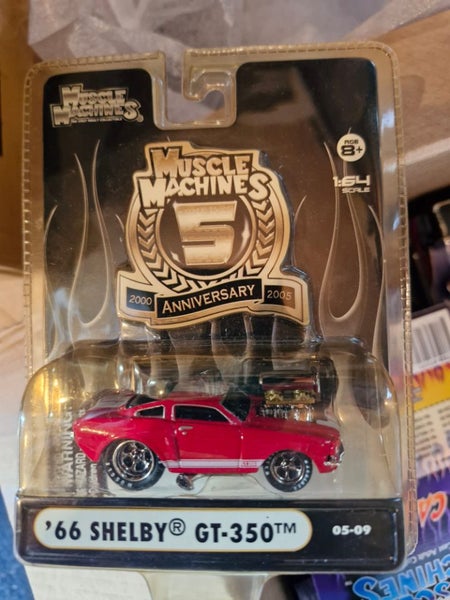 MUSCLE
MACHINES
AGE
8+
1:64
SCALE
MUSCLE
MACHINES
5
2000 ANNIVERSARY 2005
WARNING
'66 SHELBY® GT-350™
05-09